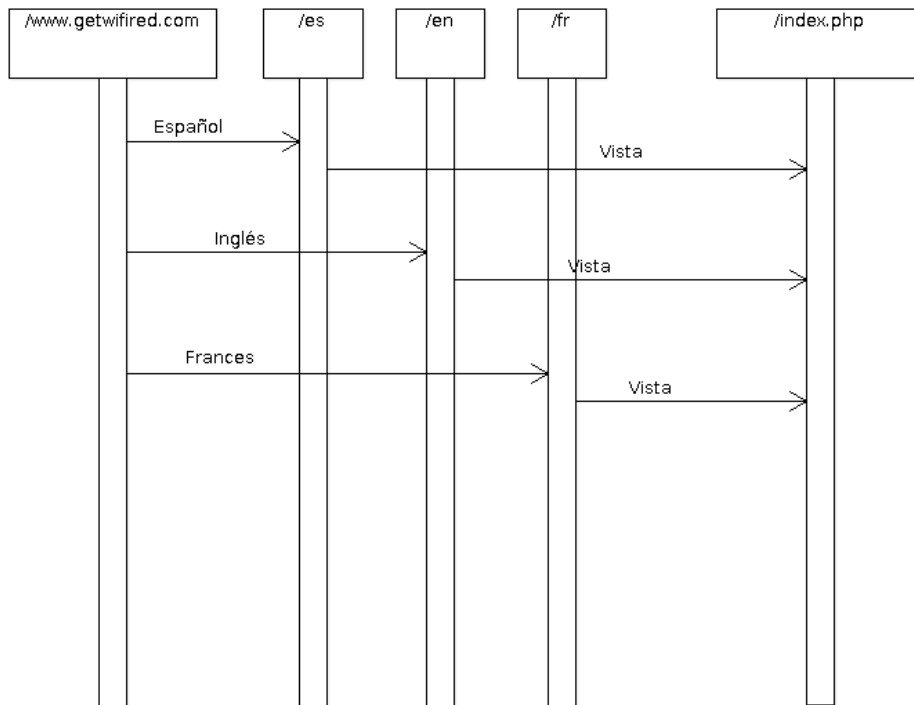 /www.getwifired.com
/es
/en
/fr
/index.php
Español
Vista
Inglés
Vista
Frances
Vista